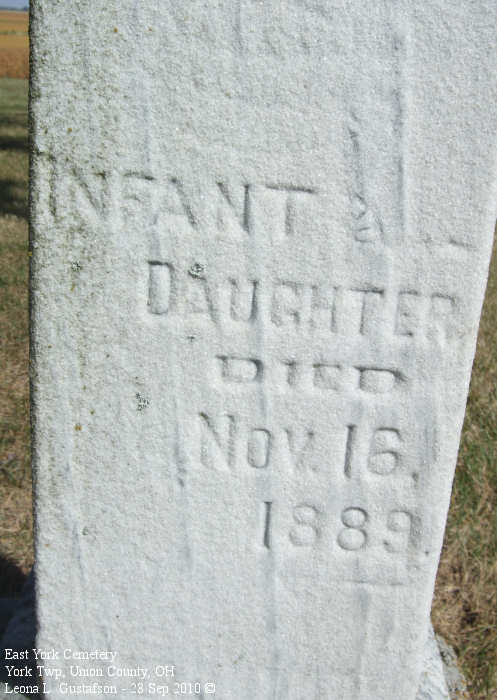 INFANT
DAUGHTER
DIED
NOV. 16,
1889.
East York Cemetery
York Twp, Union County, OH
Leona L. Gustafson - 28 Sep 2010 ©